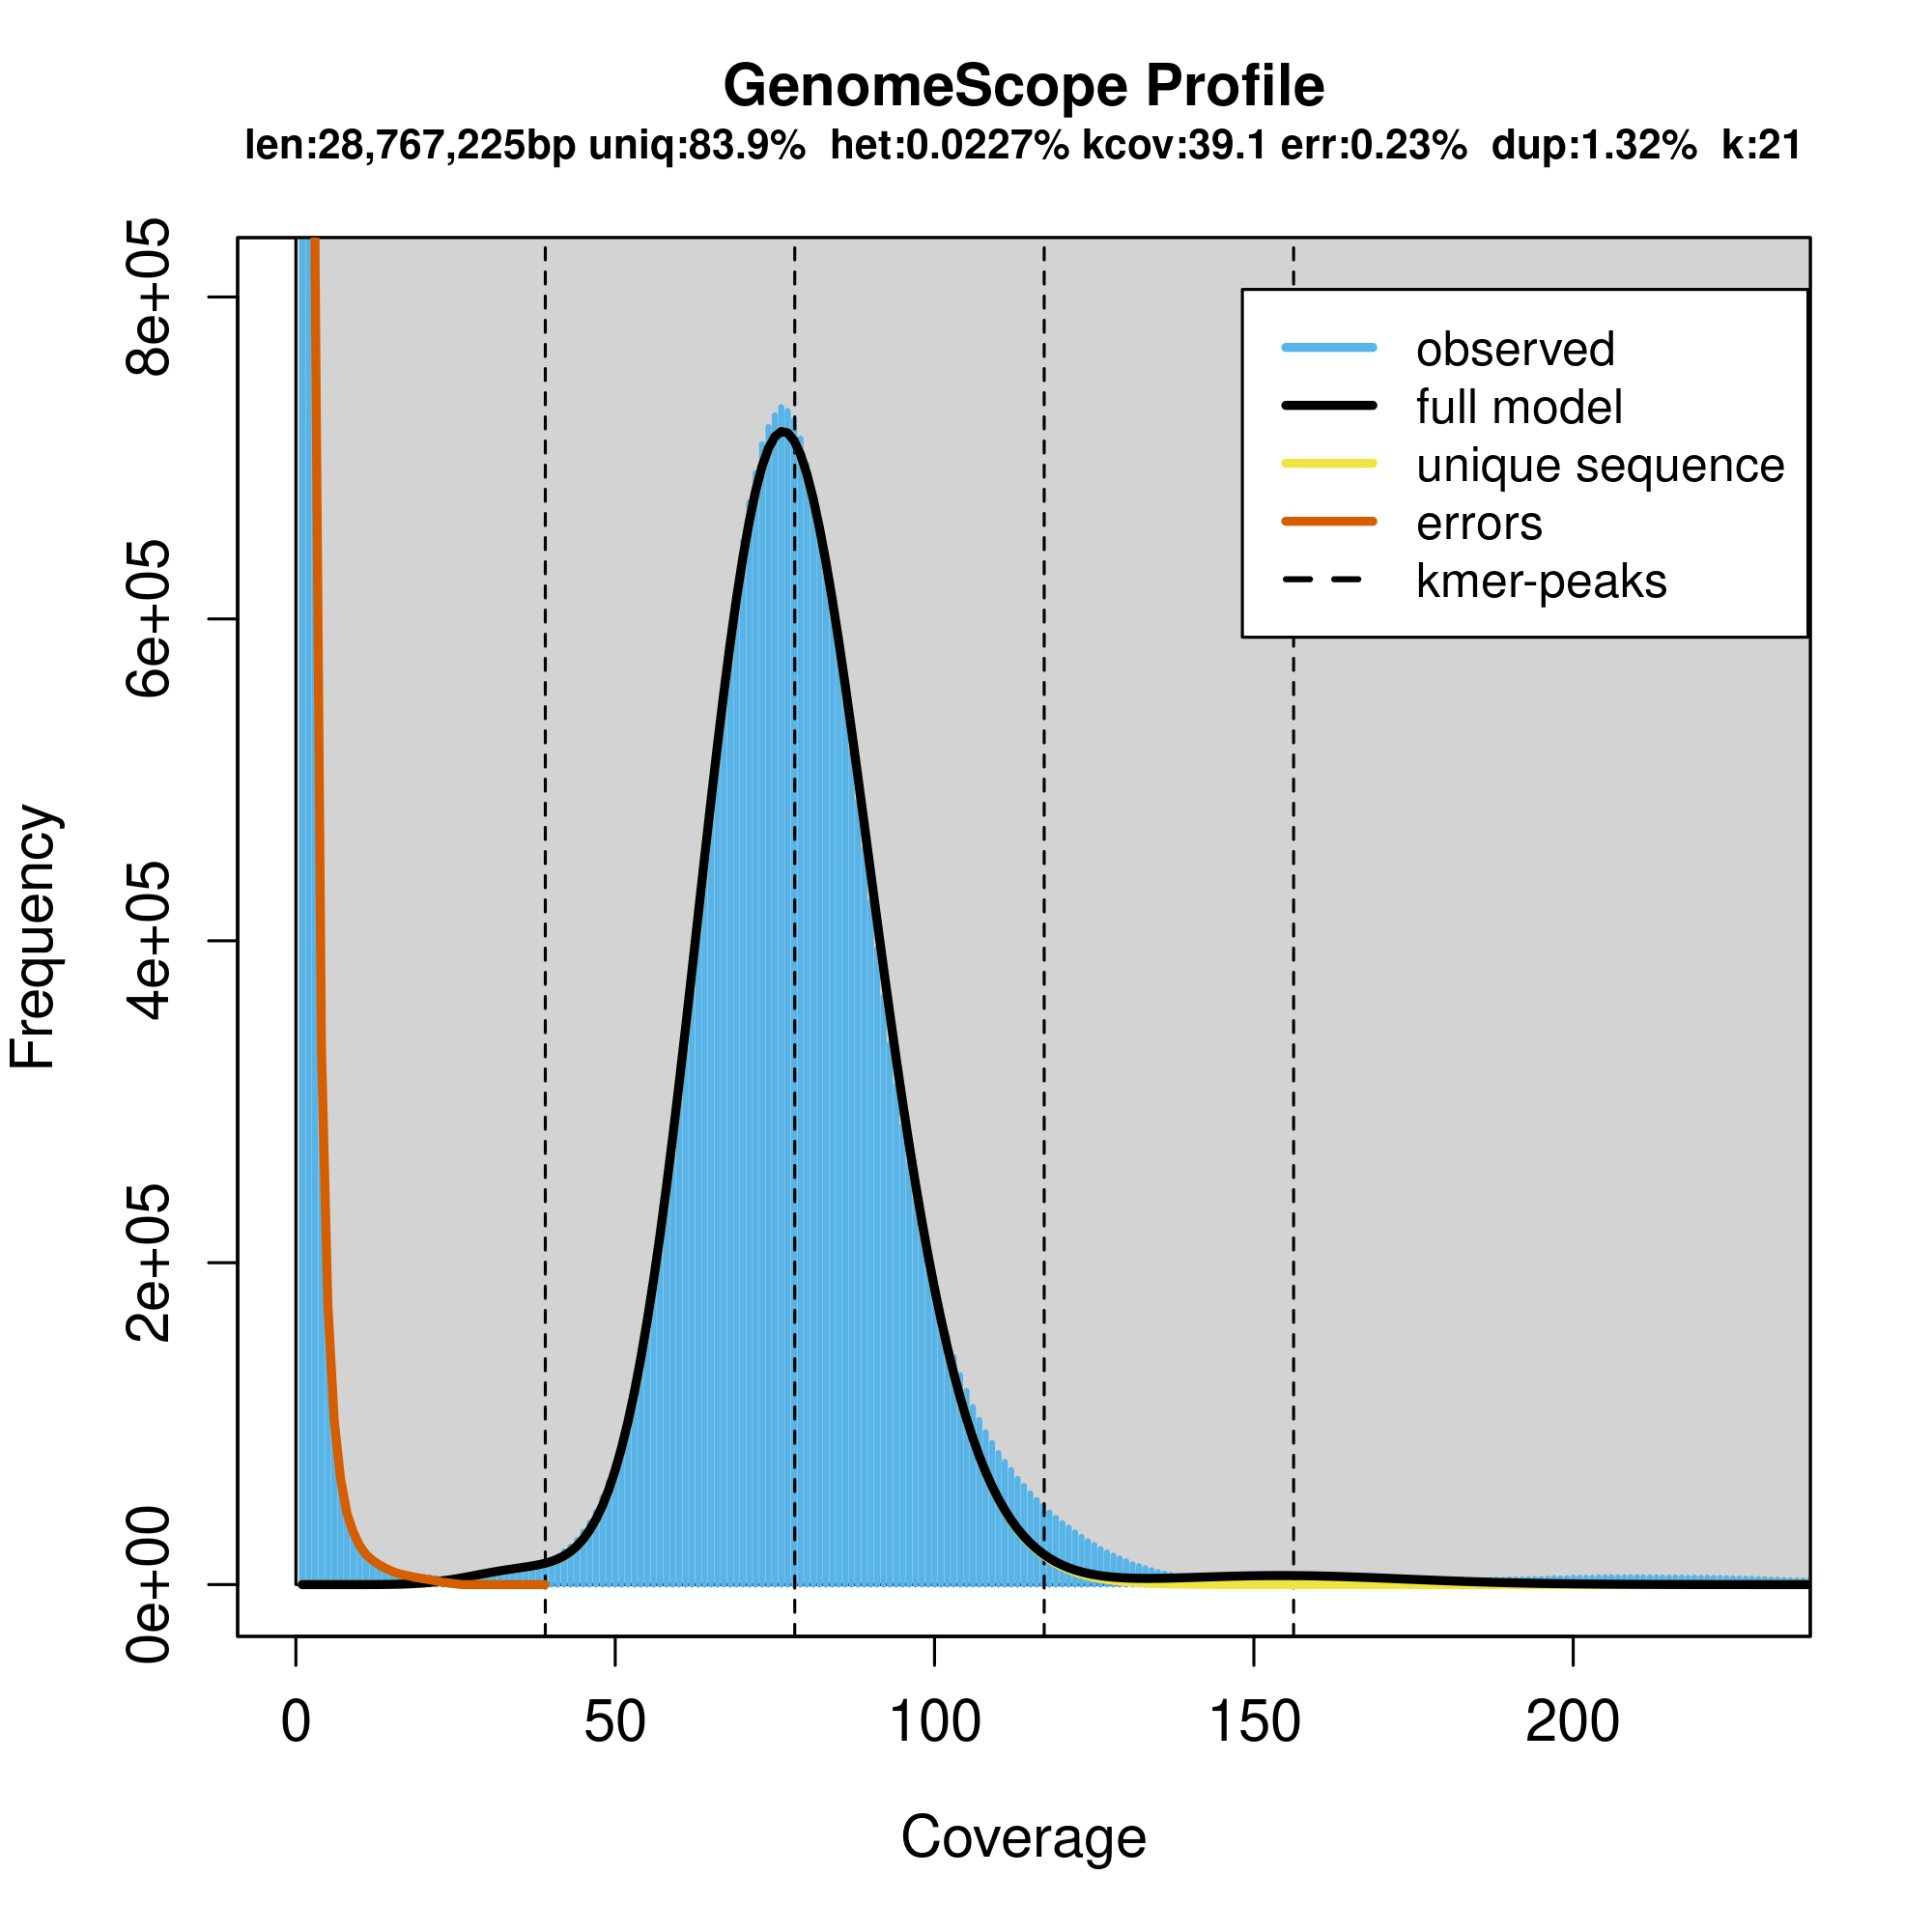 GenomeScope Profile
len:28,767,225bp uniq:83.9% het:0.0227% kcov:39.1 err:0.23% dup:1.32% k:21
8e+05
6e+05
4e+05
2e+05
0e+00
Frequency
observed
full model
unique sequence
errors
kmer-peaks
0 50 100 150 200
Coverage